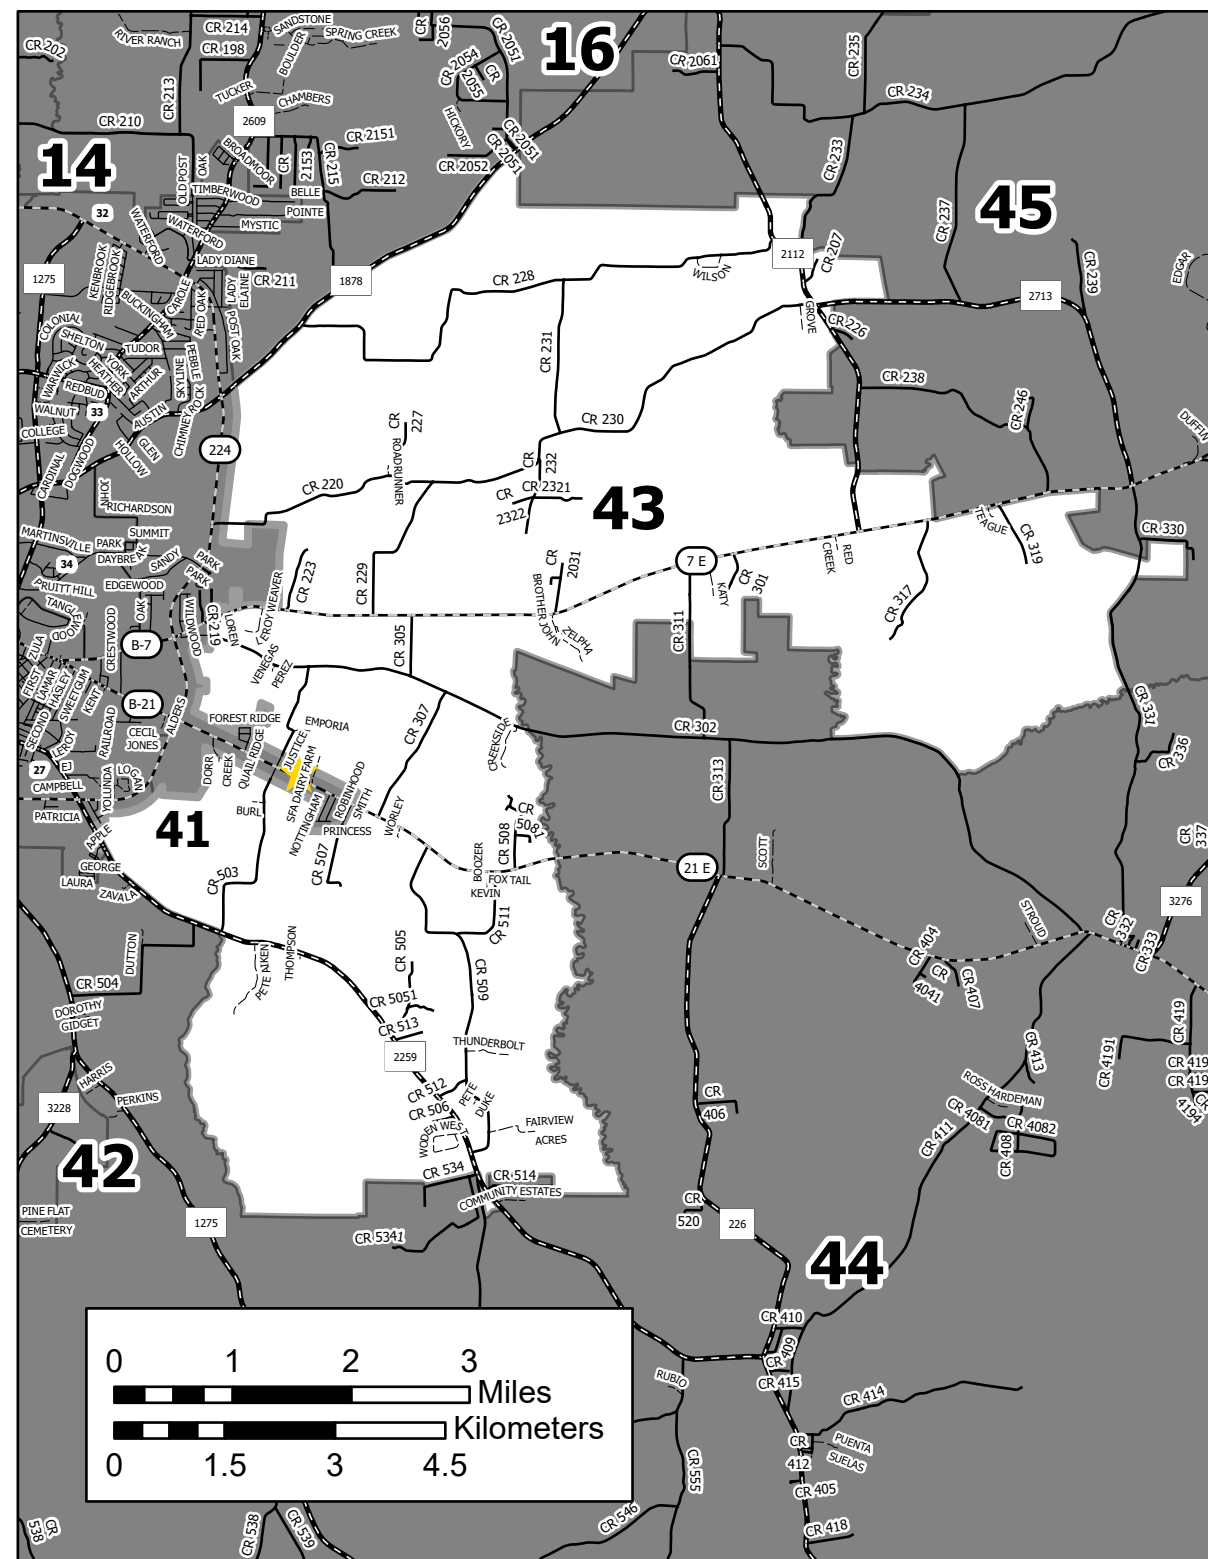 CR 214
SANDSTONE
RIVER RANCH
BOULDER
SPRING CREEK
CR 202
CR 198
CR 213
TUCKER
CHAMBERS
2609
CR 210
CR
2056
CR 2051
CR 2054
CR
2055
HICKORY
CR 2051
CR 2051
CR 2052
16
CR 2061
CR 235
CR 234
CR 233
14
OLD POST
OAK
BROADMOOR
CR
2153
CR 215
CR 2151
CR 212
BELLE
TIMBERWOOD
POINTE
MYSTIC
32
WATERFORD
WATERFORD
LADY DIANE
CR 211
LADY
ELAINE
1275
KENBROOK
RIDGEBROOK
BUCKINGHAM
CAROLE
RED OAK
POST OAK
1878
45
CR 237
CR 239
EDGAR
2112
CR 207
WILSON
CR 228
2713
GROVE
CR 226
COLONIAL
SHELTON
YORK
TUDOR
HEATHER
ARTHUR
WARWICK
REDBUD
WALNUT
33
COLLEGE
AUSTIN
SKYLINE
PEBBLE
CHIMNEY ROCK
GLEN
HOLLOW
CARDINAL
DOGWOOD
224
CR 231
CR 230
CR
227
ROADRUNNER
CR 220
CR
232
CR 2321
CR
2322
43
CR 238
CR 246
DUFFIN
JOHN
RICHARDSON
SUMMIT
MARTINSVILLE
PARK
DAYBREAK
SANDY
PARK
PARK
34
PRUITT HILL
EDGEWOOD
TANGLEWOOD
OAK
WILDWOOD
CR 219
LOREN
LEROY WEAVER
CR 223
CR 229
CR
2031
BROTHER JOHN
ZELPHA
7 E
KATY
CR
301
RED
CREEK
TEAGUE
CR 319
CR 317
CR 330
CR 311
CR 305
ZULA
FIRST
LAMAR
HASLEY
SWEETGUM
KENT
CRESTWOOD
B-7
B-21
VENEGAS
PEREZ
SECOND
LEROY
RAILROAD
CECIL
JONES
ALDERS
FOREST RIDGE
EMPORIA
CR 307
CREEKSIDE
CR 302
CR 331
CR 336
27
EJ
CAMPBELL
YOLUNDA
LOGAN
PATRICIA
DORR
CREEK
QUAIL RIDGE
JUSTICE
SPA DAIRY FARM
NOTTINGHAM
ROBINHOOD
SMITH
BURL
PRINCESS
WORLEY
CR
5081
CR 508
CR 313
SCOTT
21 E
CR
337
3276
APPLE
41
GEORGE
LAURA
ZAVALA
CR 503
CR 507
BOOZER
FOX TAIL
KEVIN
CR 511
STROUD
CR
332
CR 333
DUTTON
PETE AIKEN
THOMPSON
CR 505
CR 509
CR 504
CR 5051
CR 404
CR
4041
CR 407
CR 419
DOROTHY
GIDGET
CR 513
2259
THUNDERBOLT
CR 413
CR 4191
CR 419
CR 419
CR
4194
HARRIS
PERKINS
3228
CR 512
CR 506
PETE
DUKE
CR
406
ROSS HARDEMAN
CR 4081
CR 4082
CR 408
CR 411
WODEN WEST
FAIRVIEW
ACRES
42
CR 534
CR 514
COMMUNITY ESTATES
CR
520
226
PINE FLAT
CEMETERY
1275
CR 5341
44
CR 410
CR 409
CR 415
CR 414
RUBIO
0 1 2 3
Miles
Kilometers
0 1.5 3 4.5
CR 555
CR
412
PUENTA
SUELAS
CR 405
CR
538
CR 538
CR 539
CR 546
CR 418